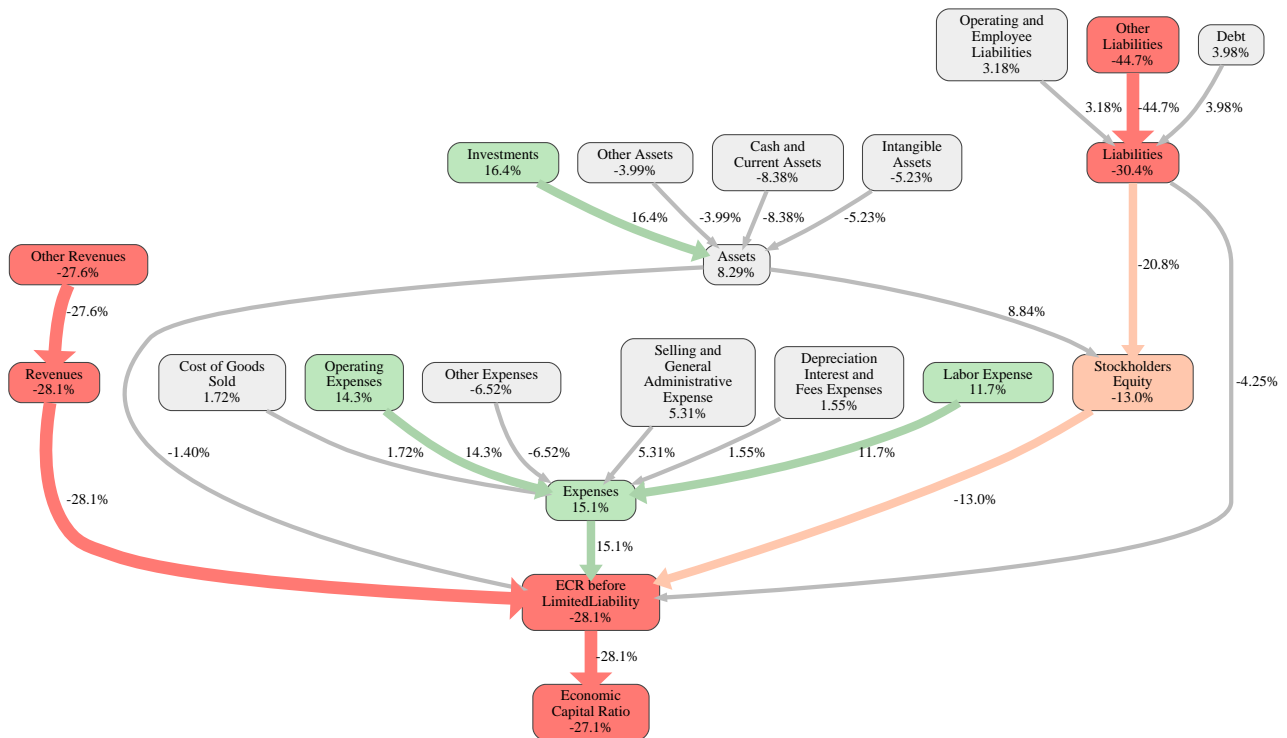 Operating and
Employee
Liabilities
3.18%
Other
Liabilities
-44.7%
Debt
3.98%
3.18%
-44.7%
3.98%
Investments
16.4%
Other Assets
-3.99%
Cash and
Current Assets
-8.38%
Intangible
Assets
-5.23%
Liabilities
-30.4%
16.4%
-3.99%
-8.38%
-5.23%
Other Revenues
-27.6%
Assets
8.29%
-20.8%
-27.6%
8.84%
Revenues
-28.1%
Cost of Goods
Sold
1.72%
Operating
Expenses
14.3%
Other Expenses
-6.52%
Selling and
General
Administrative
Expense
5.31%
Depreciation
Interest and
Fees Expenses
1.55%
Labor Expense
11.7%
Stockholders
Equity
-13.0%
-4.25%
-1.40%
1.72%
14.3%
-6.52%
5.31%
1.55%
11.7%
-28.1%
Expenses
15.1%
-13.0%
15.1%
ECR before
LimitedLiability
-28.1%
-28.1%
Economic
Capital Ratio
-27.1%